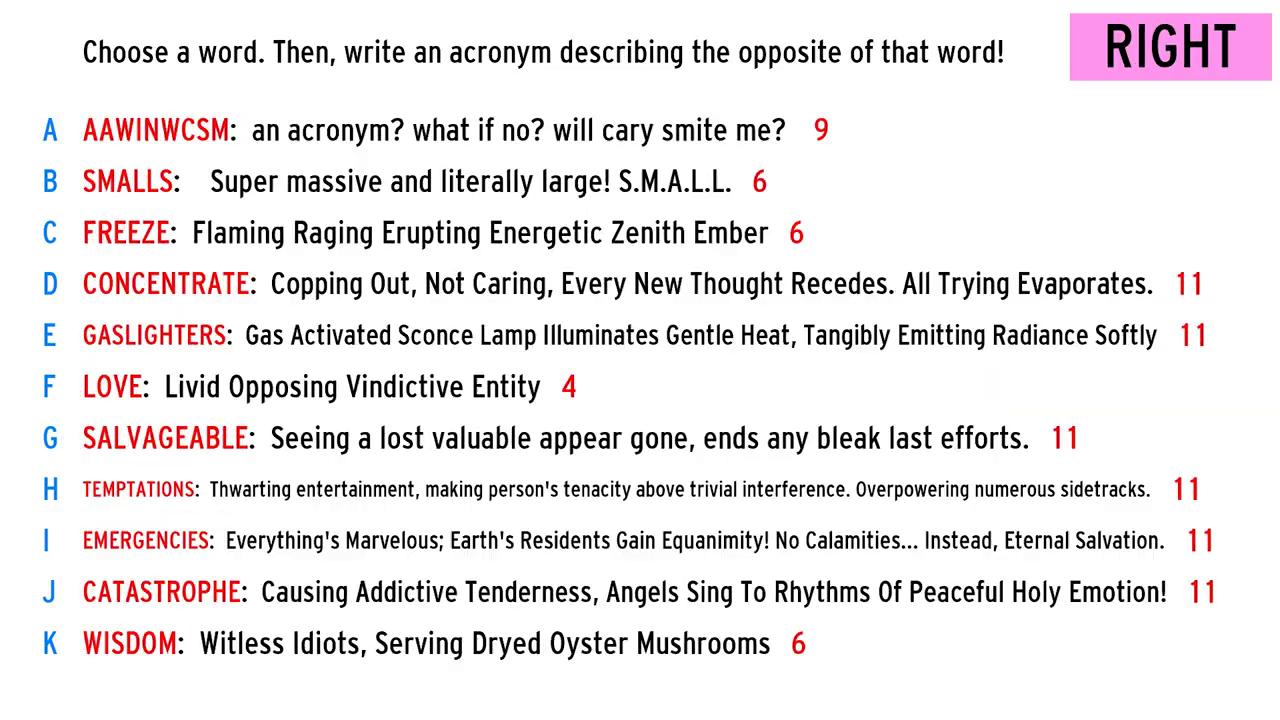 Choose a word. Then, write an acronym describing the opposite of that word!
RIGHT
A AAWINWCSM: an acronym? what if no? will cary smite me? 9
B SMALLS: Super massive and literally large! S.M.A.L.L. 6
C FREEZE: Flaming Raging Erupting Energetic Zenith Ember 6
D CONCENTRATE: Copping Out, Not Caring, Every New Thought Recedes. All Trying Evaporates. 11
E GASLIGHTERS: Gas Activated Sconce Lamp Illuminates Gentle Heat, Tangibly Emitting Radiance Softly 11
F LOVE: Livid Opposing Vindictive Entity 4
G SALVAGEABLE: Seeing a lost valuable appear gone, ends any bleak last efforts. 11
H TEMPTATIONS: Thwarting entertainment, making person's tenacity above trivial interference. Overpowering numerous sidetracks. 11
I EMERGENCIES: Everything's Marvelous; Earth's Residents Gain Equanimity! No Calamities... Instead, Eternal Salvation. 11
J CATASTROPHE: Causing Addictive Tenderness, Angels Sing To Rhythms Of Peaceful Holy Emotion! 11
K WISDOM: Witless Idiots, Serving Dryed Oyster Mushrooms 6